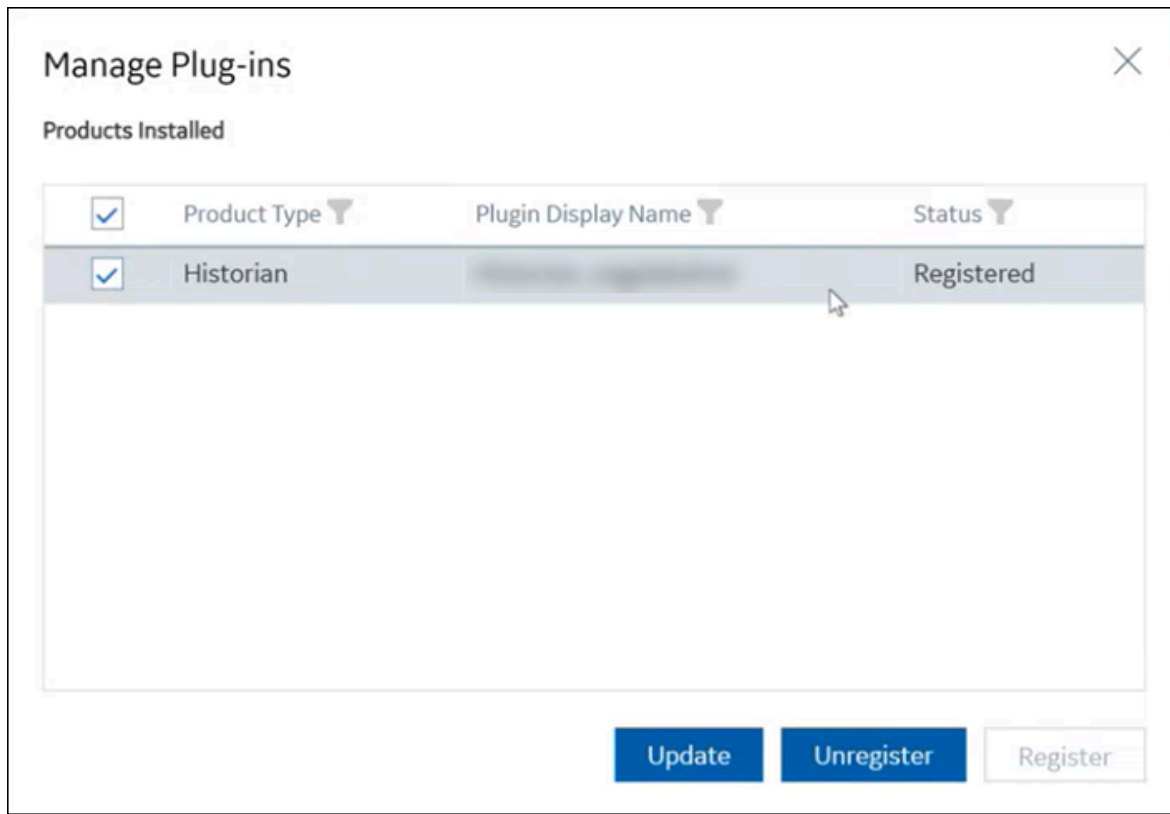 Manage Plug-ins
Products Installed
Product Type Plugin Display Name Status
Historian Registered
Update Unregister Register